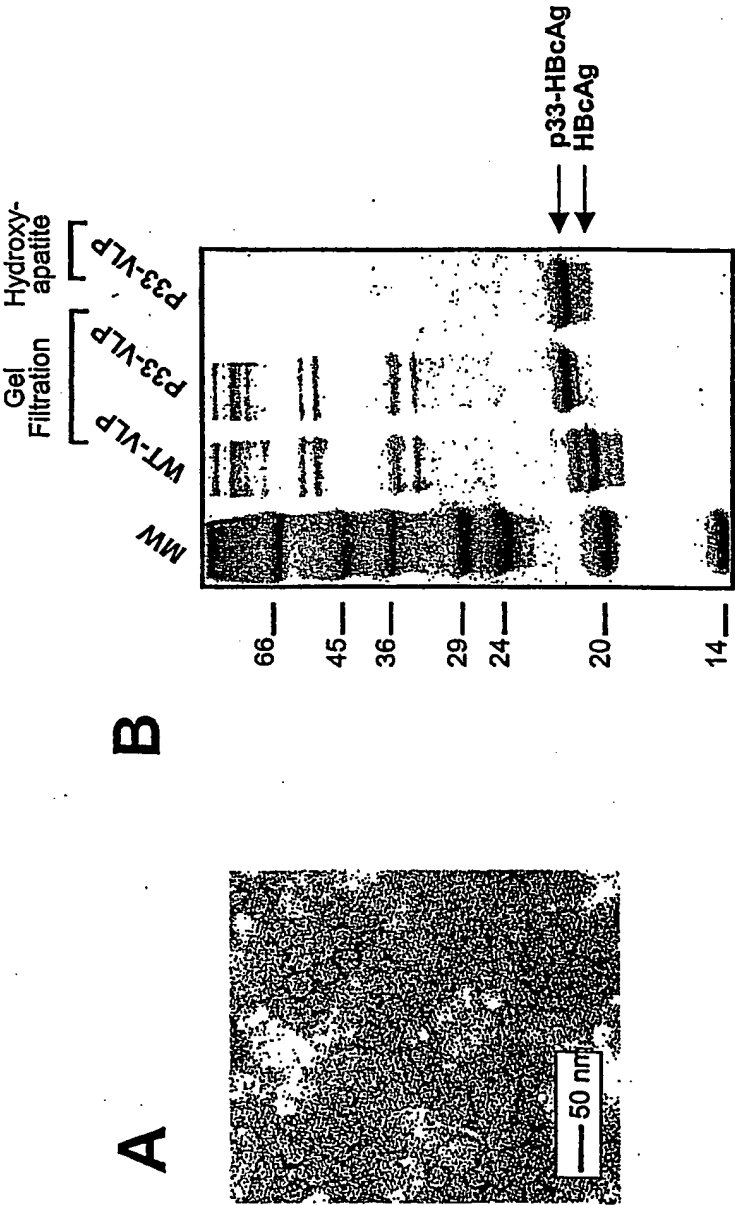 A
50 nm
B
Gel
Filtration
Hydroxy-
apatite
MW
WT-VLP
P33-VLP
P33-VLP
66
45
36
29
24
20
14
p33-HBcAg
HBcAg